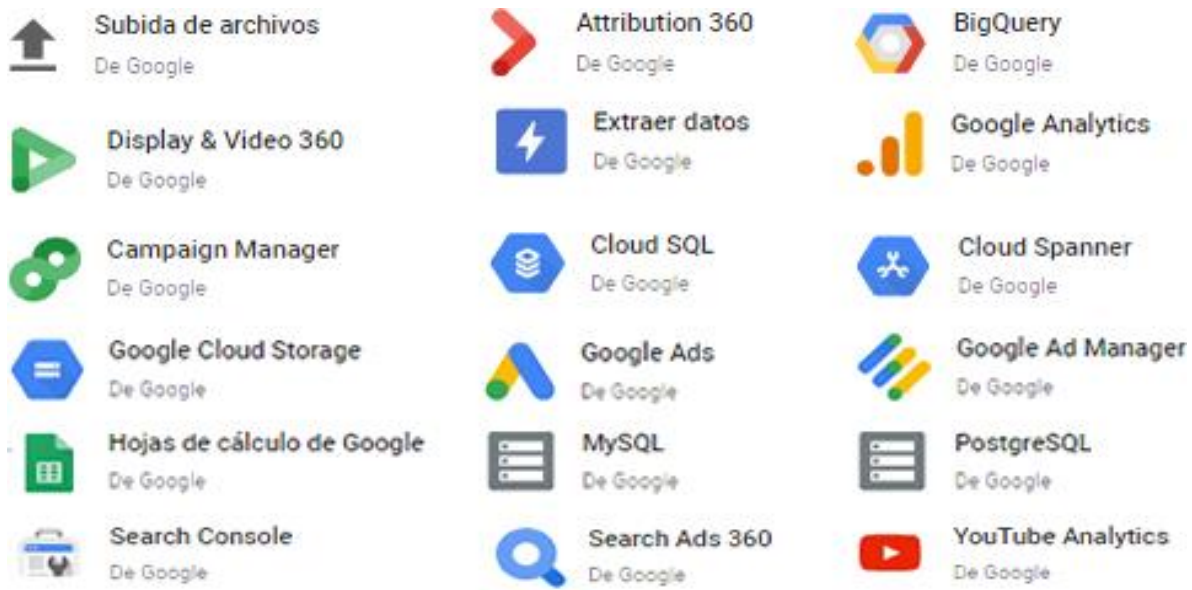 Subida de archivos
De Google
Attribution 360
De Google
BigQuery
De Google
Display & Video 360
De Google
Extraer datos
De Google
Google Analytics
De Google
Campaign Manager
De Google
Cloud SQL
De Google
Cloud Spanner
De Google
Google Cloud Storage
De Google
Google Ads
De Google
Google Ad Manager
De Google
Hojas de cálculo de Google
De Google
MySQL
De Google
PostgreSQL
De Google
Search Console
De Google
Search Ads 360
De Google
YouTube Analytics
De Google